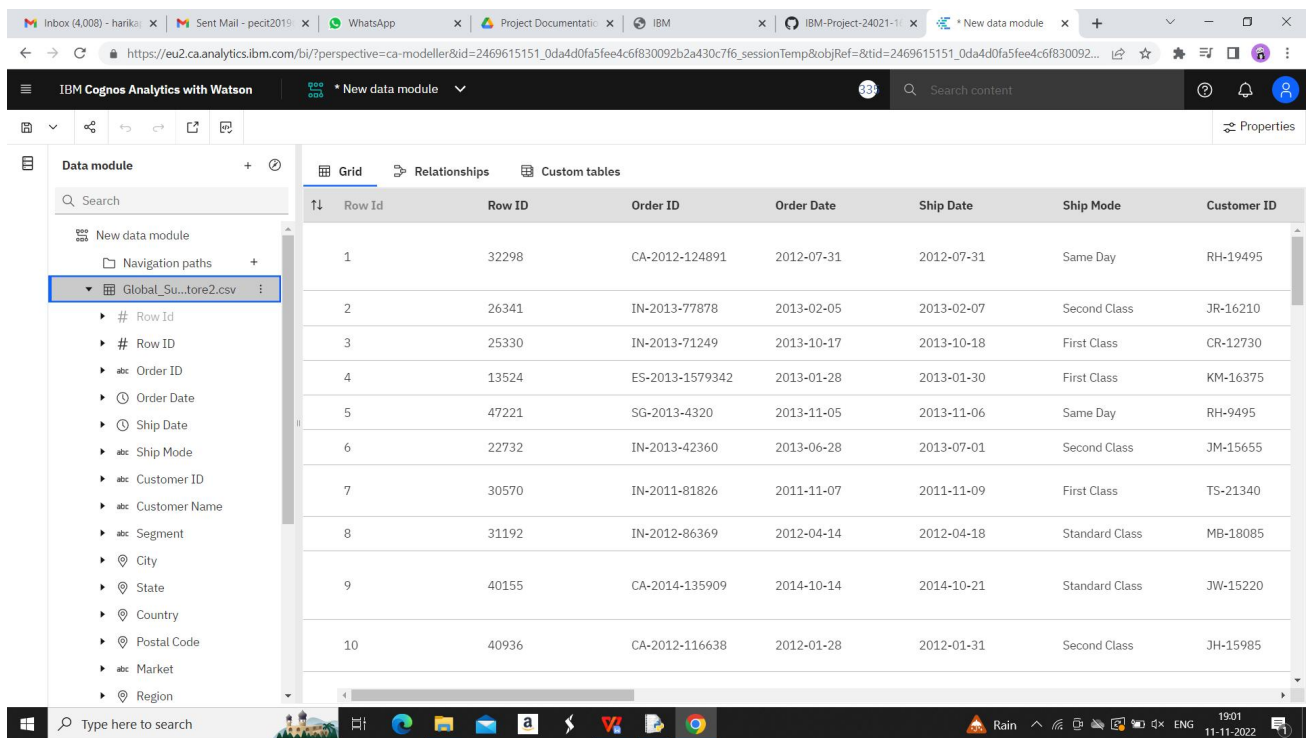 Inbox (4,008) - harika Sent Mail - pecit2019 WhatsApp Project Documentatio IBM IBM-Project-24021-1 * New data module
https://eu2.ca.analytics.ibm.com/bi/?perspective=ca-modeller&id=2469615151_0da4d0fa5fee4c6f830092b2a430c7f6_sessionTemp&objRef=&tid=2469615151_0da4d0fa5fee4c6f830092...
IBM Cognos Analytics with Watson * New data module Search content
Properties
Data module
Search
New data module
Navigation paths
Global_Su...tore2.csv
Row Id
Row ID
abc Order ID
Order Date
Ship Date
abc Ship Mode
abc Customer ID
abc Customer Name
abc Segment
City
State
Country
Postal Code
abc Market
Region
Grid Relationships Custom tables
Row Id Row ID Order ID Order Date Ship Date Ship Mode Customer ID
1 32298 CA-2012-124891 2012-07-31 2012-07-31 Same Day RH-19495
2 26341 IN-2013-77878 2013-02-05 2013-02-07 Second Class JR-16210
3 25330 IN-2013-71249 2013-10-17 2013-10-18 First Class CR-12730
4 13524 ES-2013-1579342 2013-01-28 2013-01-30 First Class KM-16375
5 47221 SG-2013-4320 2013-11-05 2013-11-06 Same Day RH-9495
6 22732 IN-2013-42360 2013-06-28 2013-07-01 Second Class JM-15655
7 30570 IN-2011-81826 2011-11-07 2011-11-09 First Class TS-21340
8 31192 IN-2012-86369 2012-04-14 2012-04-18 Standard Class MB-18085
9 40155 CA-2014-135909 2014-10-14 2014-10-21 Standard Class JW-15220
10 40936 CA-2012-116638 2012-01-28 2012-01-31 Second Class JH-15985
Type here to search
a
Rain ENG 19:01
11-11-2022